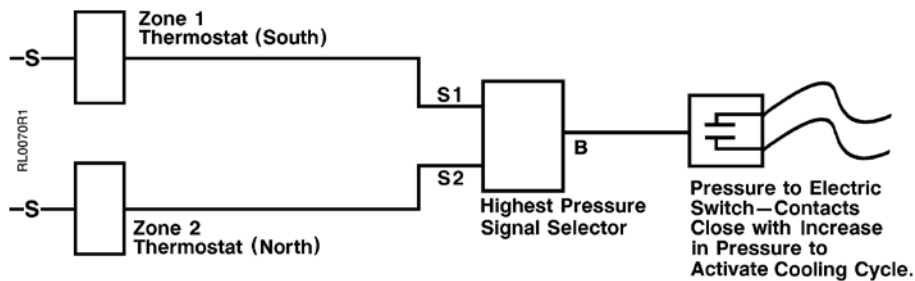 Zone 1
Thermostat (South)
S
S1
RL0070R1
B
S2
S
Zone 2
Thermostat (North)
Highest Pressure
Signal Selector
Pressure to Electric
Switch—Contacts
Close with Increase
in Pressure to
Activate Cooling Cycle.